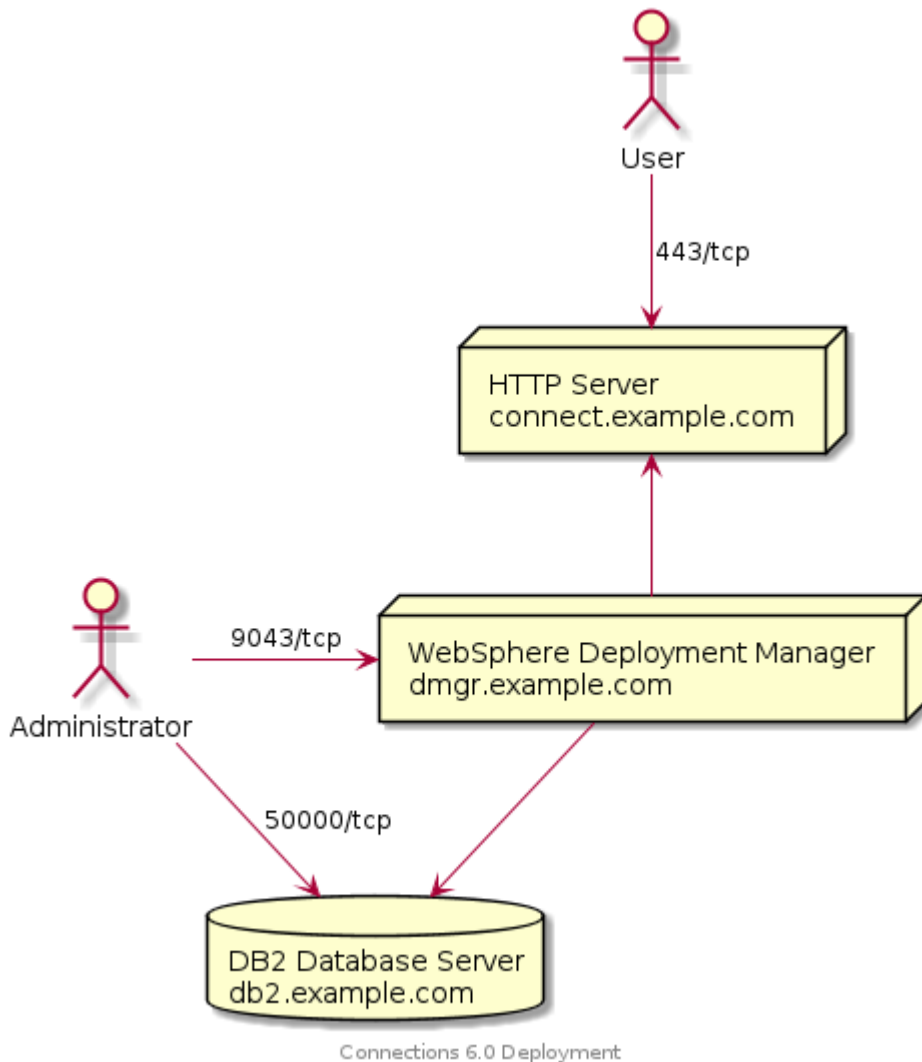 User
443/tcp
HTTP Server
connect.example.com
9043/tcp
WebSphere Deployment Manager
dmgr.example.com
Administrator
50000/tcp
DB2 Database Server
db2.example.com
Connections 6.0 Deployment